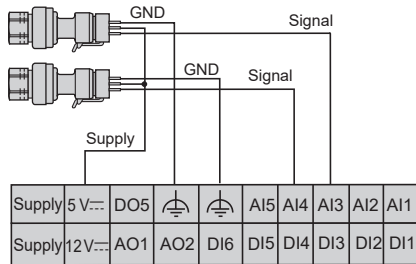 GND
Signal
GND
Signal
Supply
Supply 5 V⎓ DO5 AI5 AI4 AI3 AI2 AI1
Supply 12V⎓ AO1 AO2 DI6 DI5 DI4 DI3 DI2 DI1